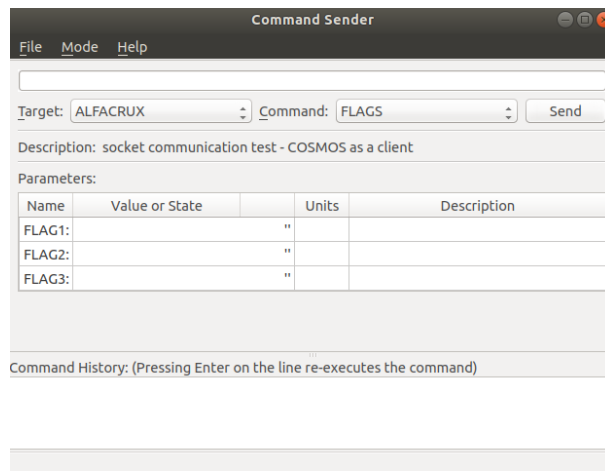 Command Sender
File Mode Help
Target: ALFACRUX Command: FLAGS Send
Description: socket communication test - COSMOS as a client
Parameters:
Name Value or State Units Description
FLAG1: ''
FLAG2: ''
FLAG3: ''
Command History: (Pressing Enter on the line re-executes the command)